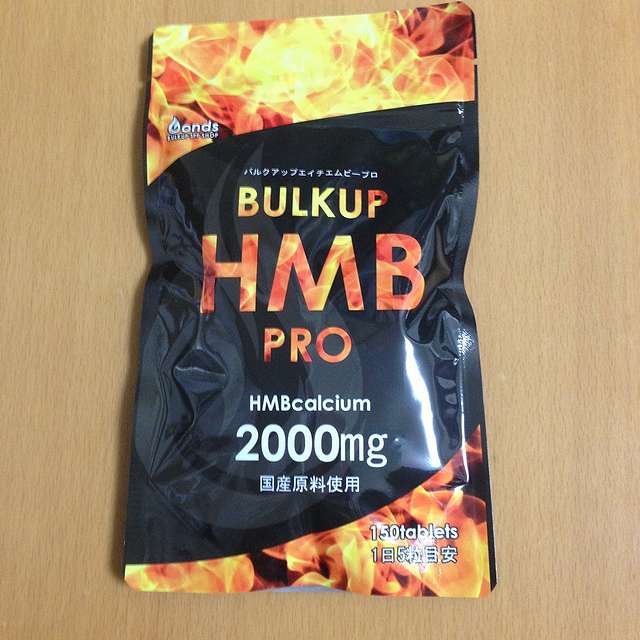 Bonds
バルクアップエイチエムビープロ
BULKUP
HMB
PRO
HMBcalcium
2000mg
国産原料使用
150tablets
1日5粒目安